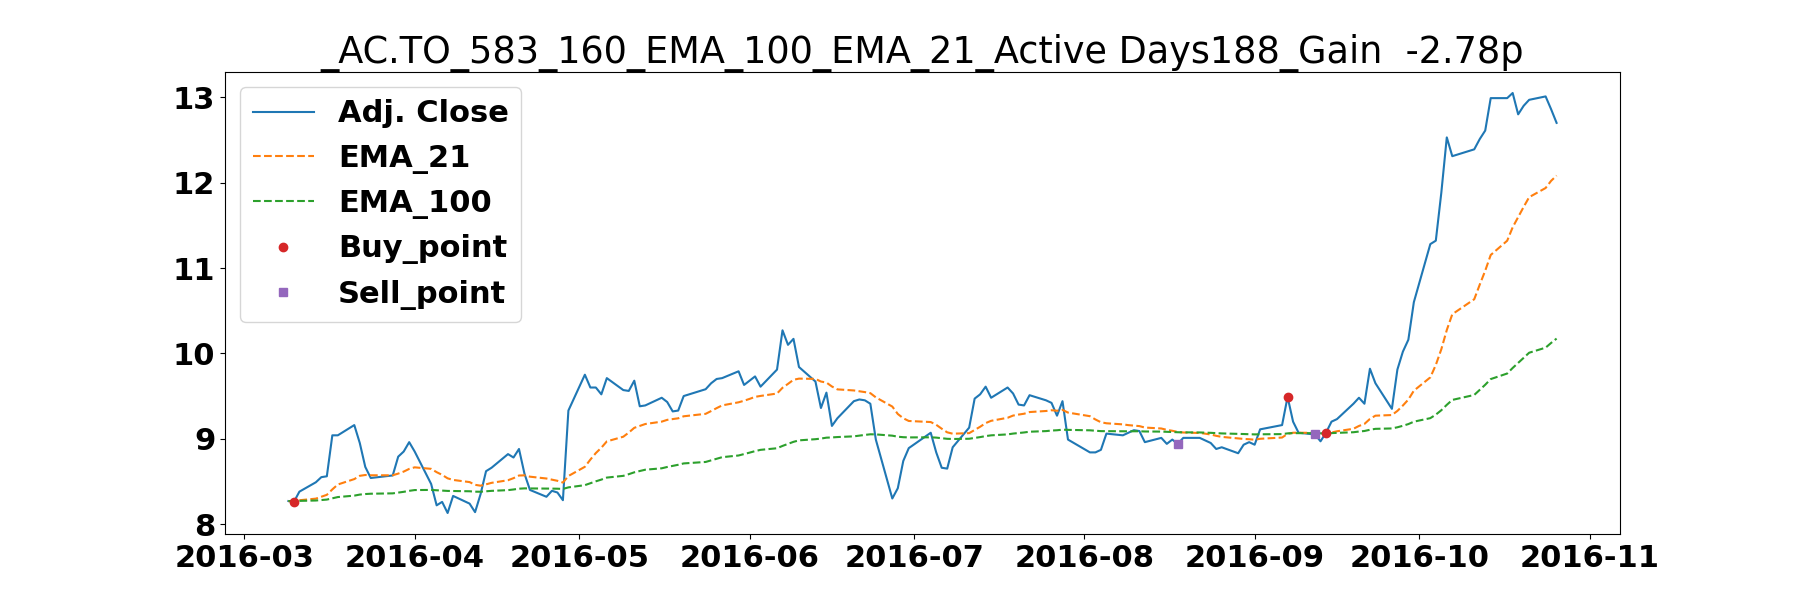 _AC.TO_583_160_EMA_100_EMA_21_Active Days188_Gain  -2.78p
13
12
11
10
9
8
Adj. Close
EMA_21
EMA_100
Buy_point
Sell_point
2016-03 2016-04 2016-05 2016-06 2016-07 2016-08 2016-09 2016-10 2016-11